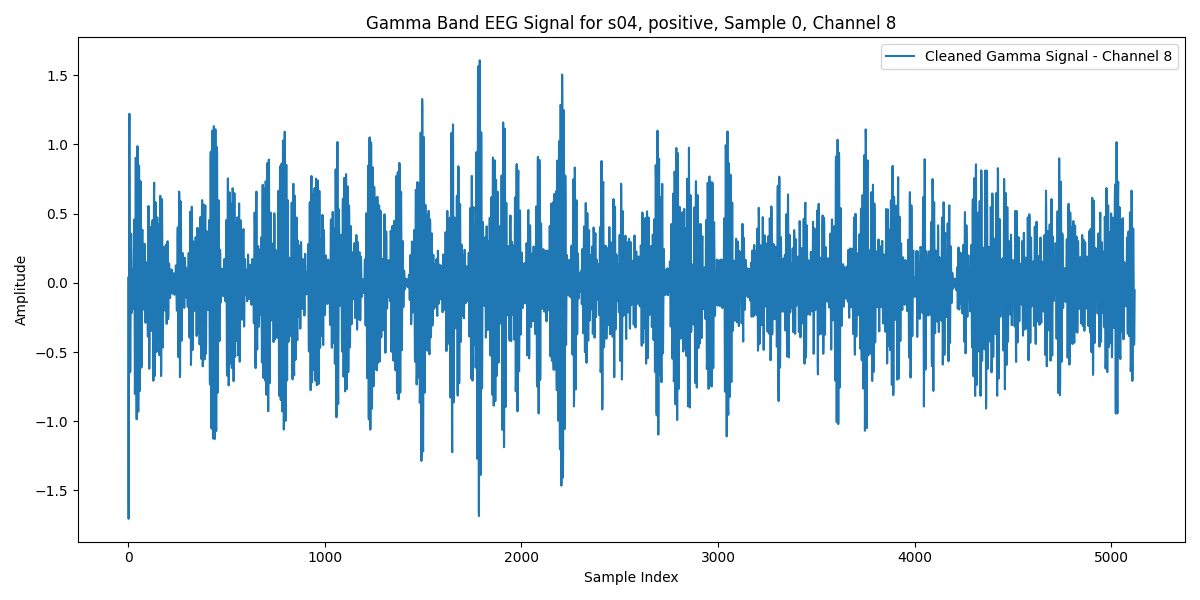 Gamma Band EEG Signal for s04, positive, Sample 0, Channel 8
Cleaned Gamma Signal - Channel 8
Amplitude
1.5
1.0
0.5
0.0
−0.5
−1.0
−1.5
0 1000 2000 3000 4000 5000
Sample Index